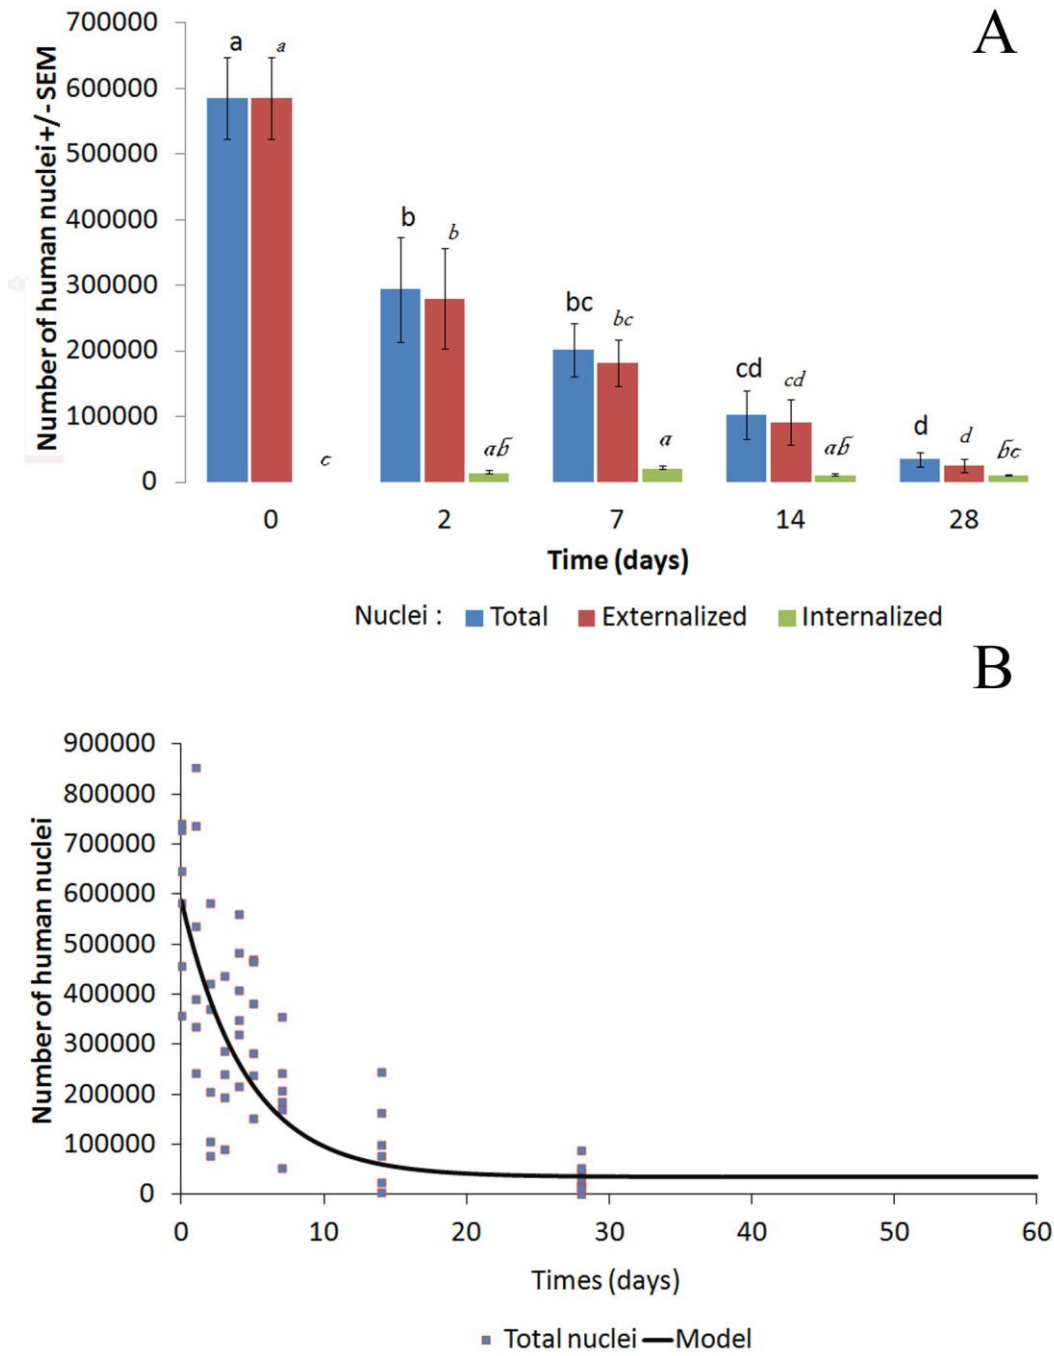 A
Number of human nuclei +/- SEM
700000
600000
500000
400000
300000
200000
100000
0
a a
c
b b
ab
bc bc
a
cd cd
ab
d d
bc
0 2 7 14 28
Time (days)
Nuclei : Total Externalized Internalized
B
Number of human nuclei
900000
800000
700000
600000
500000
400000
300000
200000
100000
0
0 10 20 30 40 50 60
Times (days)
Total nuclei Model